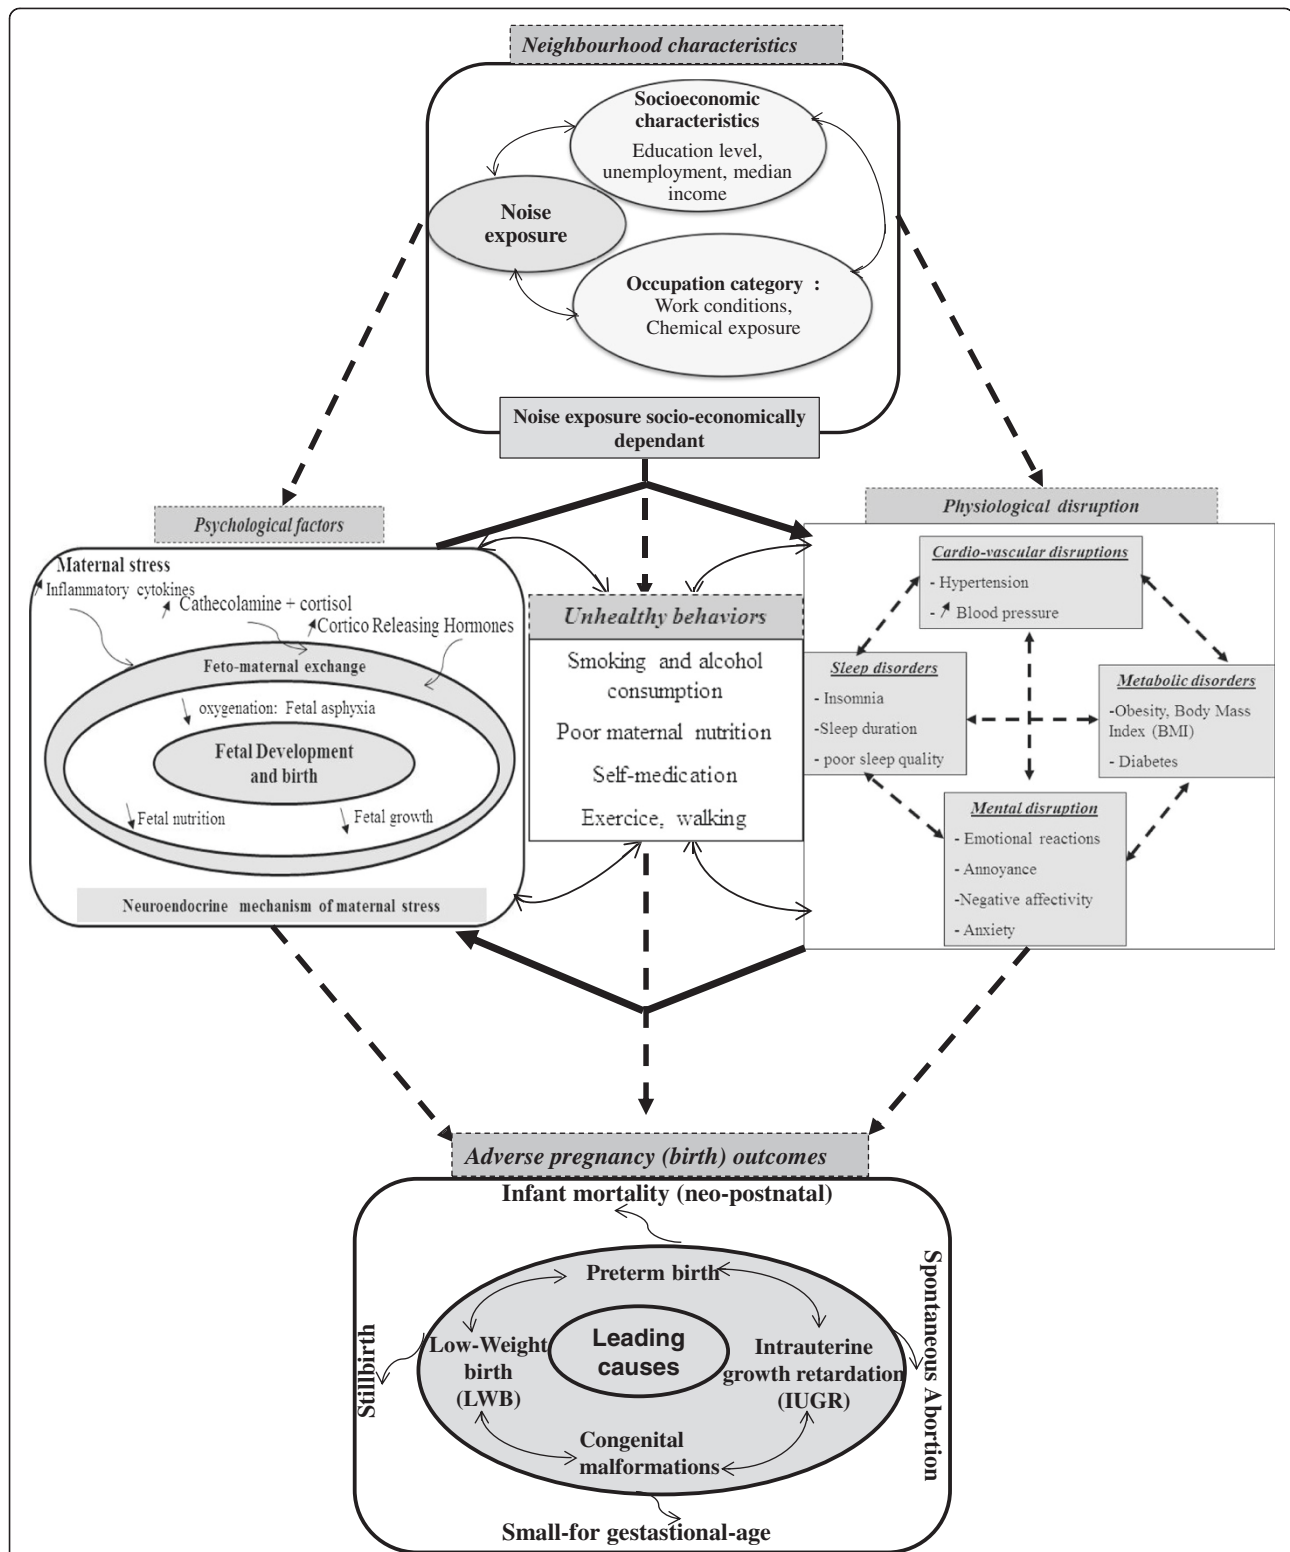 Neighbourhood characteristics
Socioeconomic
characteristics
Education level,
unemployment, median
income
Noise
exposure
Occupation category :
Work conditions,
Chemical exposure
Noise exposure socio-economically
dependant
Psychological factors
Maternal stress
Inflammatory cytokines
Cathecolamine + cortisol
Cortico Releasing Hormones
Feto-maternal exchange
oxygenation: Fetal asphyxia
Fetal Development
and birth
Fetal nutrition
Fetal growth
Neuroendocrine mechanism of maternal stress
Unhealthy behaviors
Smoking and alcohol
consumption
Poor maternal nutrition
Self-medication
Exercice, walking
Physiological disruption
Cardio-vascular disruptions
- Hypertension
- Blood pressure
Sleep disorders
- Insomnia
-Sleep duration
- poor sleep quality
Metabolic disorders
-Obesity, Body Mass
Index (BMI)
- Diabetes
Mental disruption
- Emotional reactions
- Annoyance
-Negative affectivity
- Anxiety
Adverse pregnancy (birth) outcomes
Infant mortality (neo-postnatal)
Preterm birth
Low-Weight
birth
(LWB)
Leading
causes
Intrauterine
growth retardation
(IUGR)
Congenital
malformations
Stillbirth
Spontaneous Abortion
Small-for gestastional-age